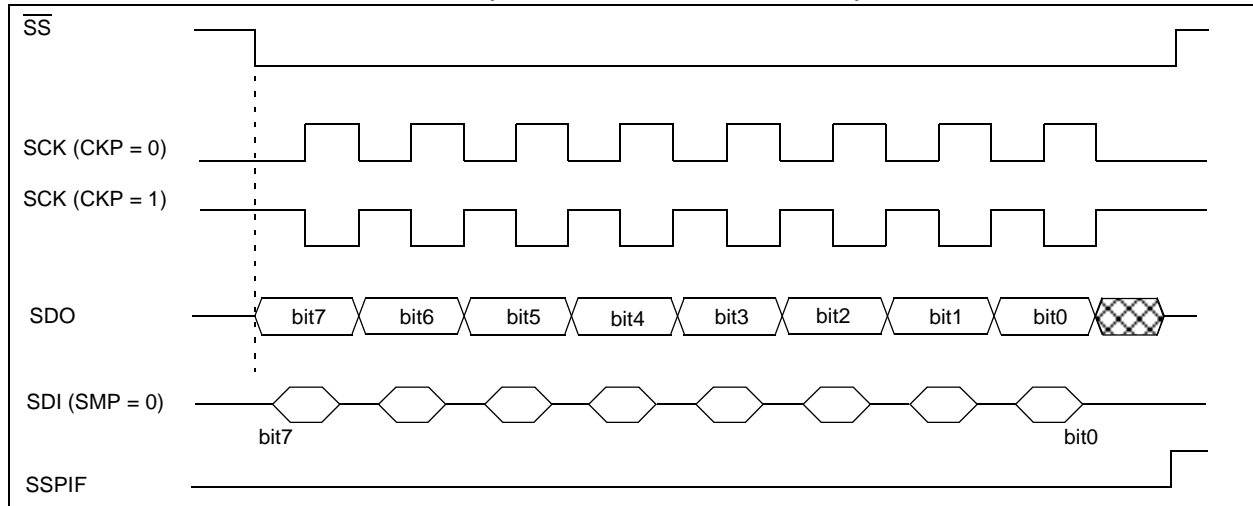 SS
SCK (CKP = 0)
SCK (CKP = 1)
SDO
bit7 bit6 bit5 bit4 bit3 bit2 bit1 bit0
SDI (SMP = 0)
bit7 bit0
SSPIF